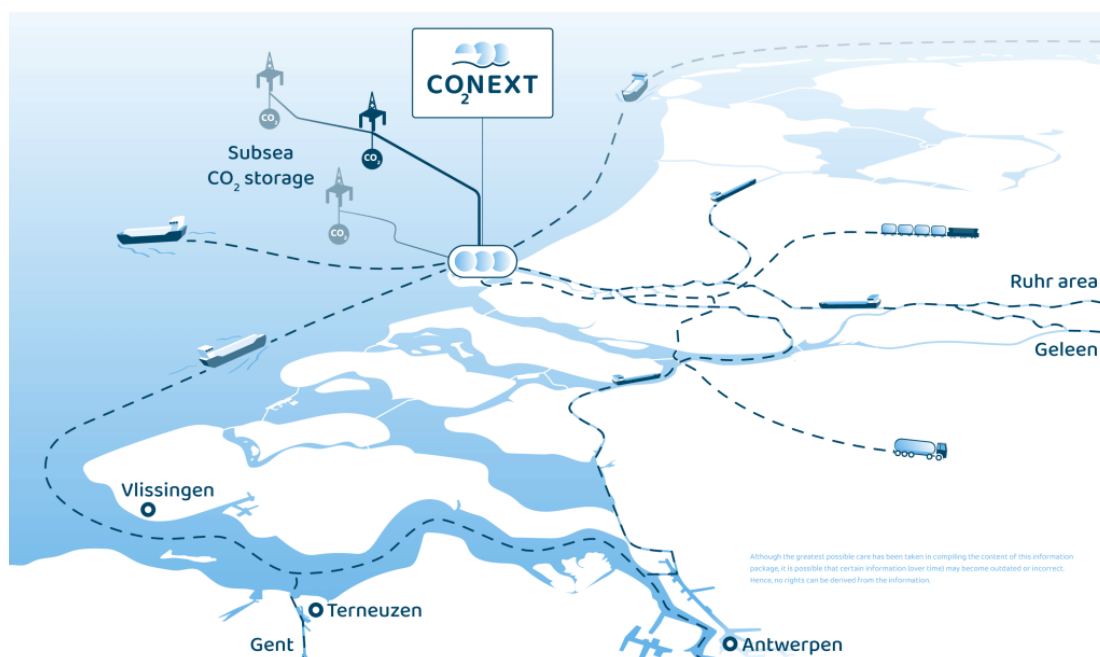 CO2NEXT
CO2
CO2
CO2
Subsea
CO2 storage
Ruhr area
Geleen
Vlissingen
Although the greatest possible care has been taken in compiling the content of this information
package, it is possible that certain information (over time) may become outdated or incorrect.
Hence, no rights can be derived from the information.
Terneuzen
Gent
Antwerpen